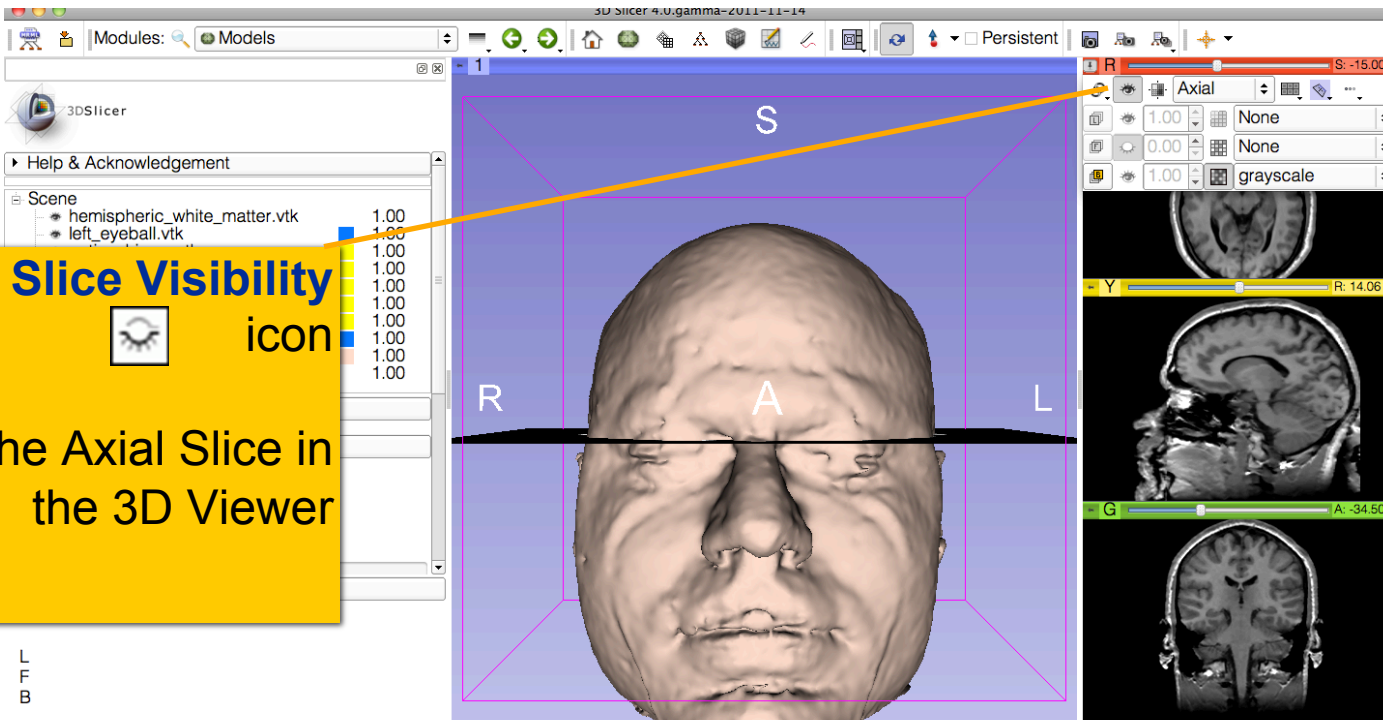 3D Slicer 4.0.gamma-2011-11-14
Modules: Models
Persistent
3DSlicer
Help & Acknowledgement
Scene
hemispheric_white_matter.vtk 1.00
left_eyeball.vtk 1.00
1.00
1.00
1.00
1.00
1.00
1.00
1.00
1.00
Slice Visibility
icon
he Axial Slice in
the 3D Viewer
L
F
B
1
S
R
A
L
R S: -15.00
Axial
1.00 None
0.00 None
1.00 grayscale
Y R: 14.06
G A: -34.50